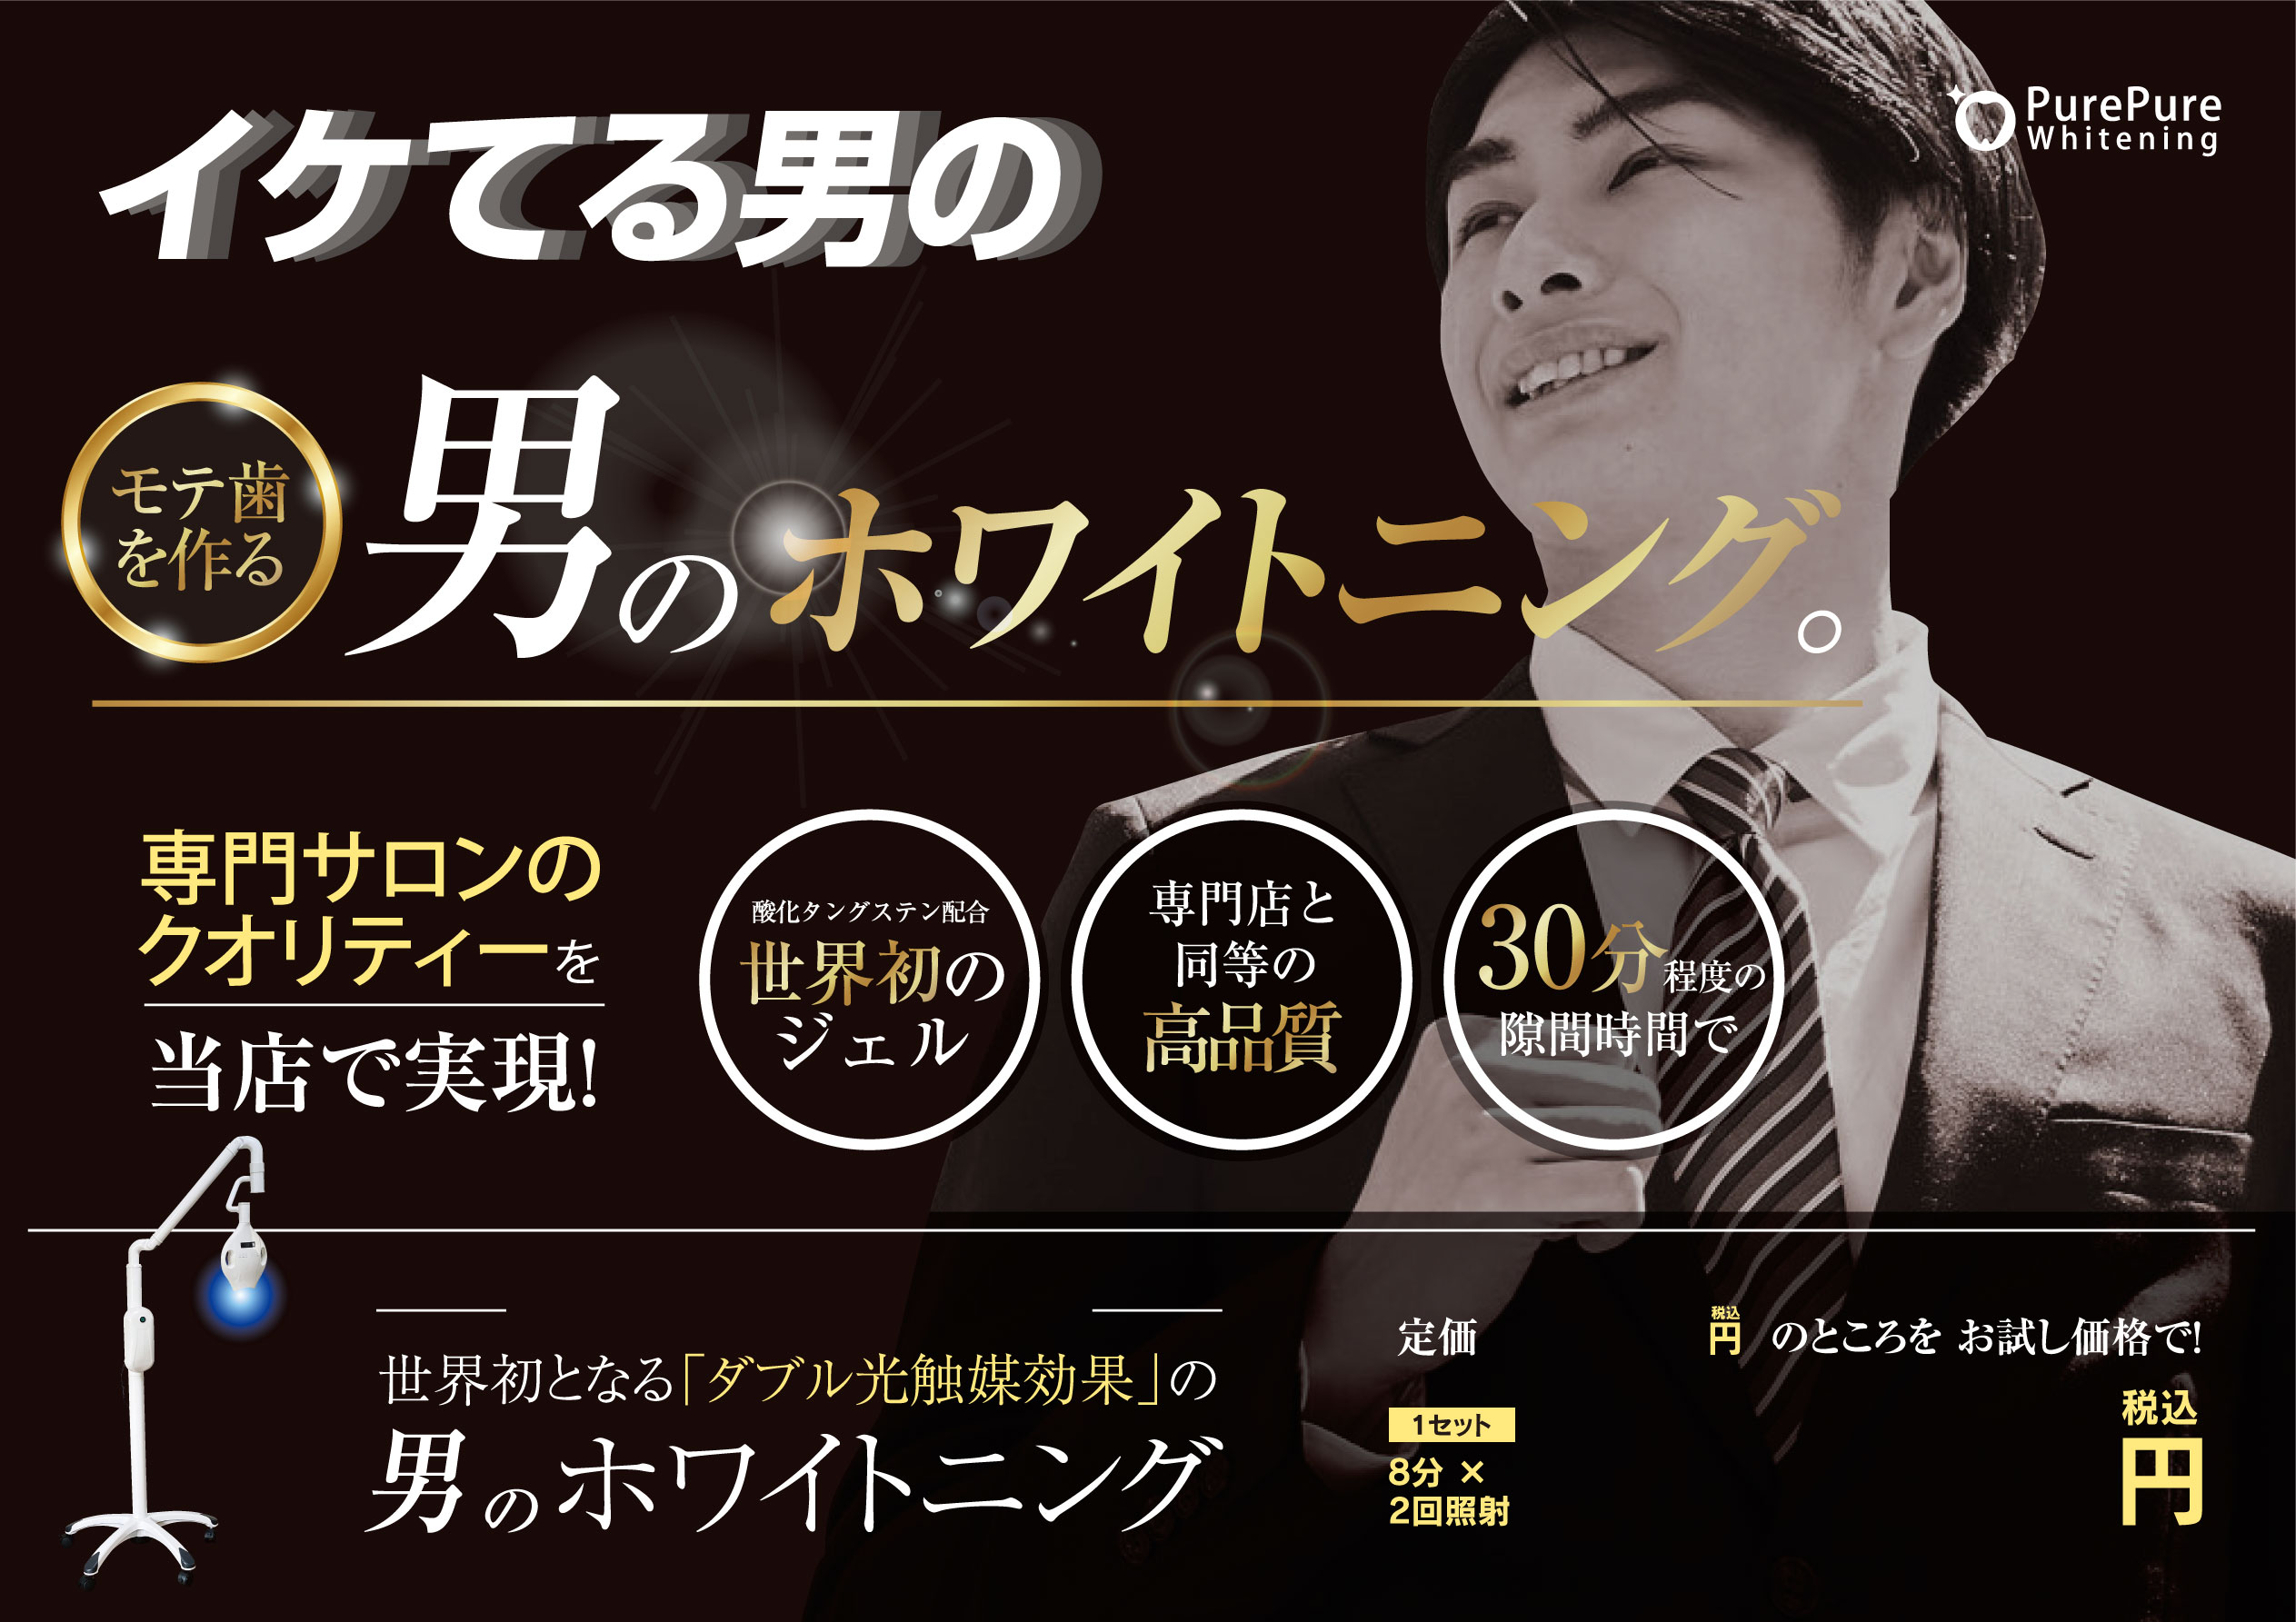 イケてる男の
PurePure
Whitening
モテ歯
を作る
男のホワイトニング。
専門サロンの
クオリティーを
当店で実現!
酸化タングステン配合
世界初の
ジェル
専門店と
同等の
高品質
30分程度の
隙間時間で
世界初となる「ダブル光触媒効果」の
男のホワイトニング
定価 税込円 のところを お試し価格で!
1セット
8分 ×
2回照射
税込
円